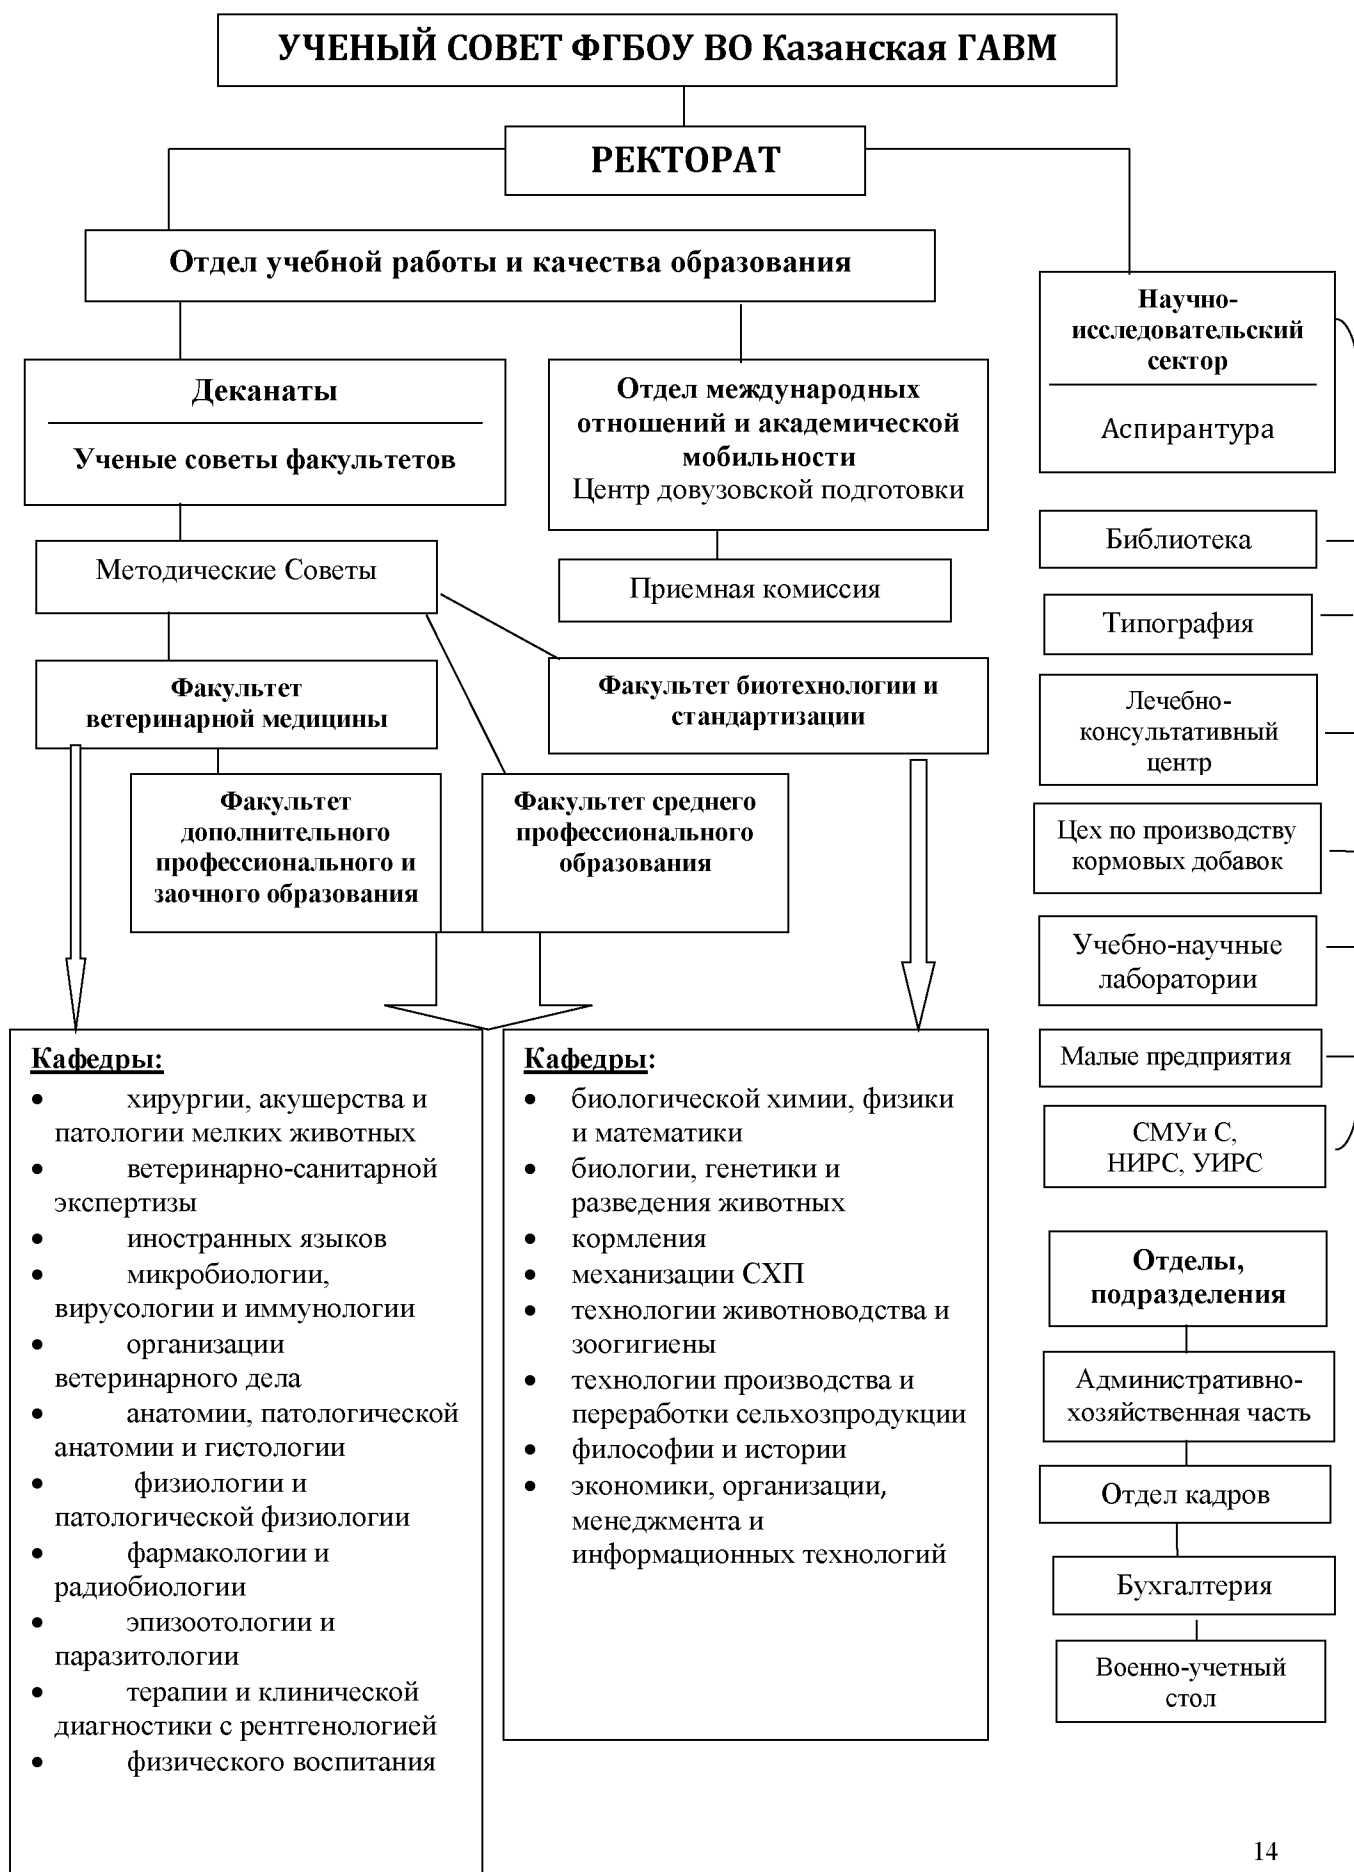 УЧЕНЫЙ СОВЕТ ФГБОУ ВО Казанская ГАВМ
РЕКТОРАТ
Отдел учебной работы и качества образования
Деканаты
Ученые советы факультетов
Отдел международных
отношений и академической
мобильности
Центр довузовской подготовки
Методические Советы
Приемная комиссия
Факультет
ветеринарной медицины
Факультет биотехнологии и
стандартизации
Факультет
дополнительного
профессионального и
заочного образования
Факультет среднего
профессионального
образования
Кафедры:
• хирургии, акушерства и
патологии мелких животных
• ветеринарно-санитарной
экспертизы
• иностранных языков
• микробиологии,
вирусологии и иммунологии
• организации
ветеринарного дела
• анатомии, патологической
анатомии и гистологии
• физиологии и
патологической физиологии
• фармакологии и
радиобиологии
• эпизоотологии и
паразитологии
• терапии и клинической
диагностики с рентгенологией
• физического воспитания
Кафедры:
• биологической химии, физики
и математики
• биологии, генетики и
разведения животных
• кормления
• механизации СХП
• технологии животноводства и
зоогигиены
• технологии производства и
переработки сельхозпродукции
• философии и истории
• экономики, организации,
менеджмента и
информационных технологий
Научно-
исследовательский
сектор
Аспирантура
Библиотека
Типография
Лечебно-
консультативный
центр
Цех по производству
кормовых добавок
Учебно-научные
лаборатории
Малые предприятия
СМУи С,
НИРС, УИРС
Отделы,
подразделения
Административно-
хозяйственная часть
Отдел кадров
Бухгалтерия
Военно-учетный
стол
14